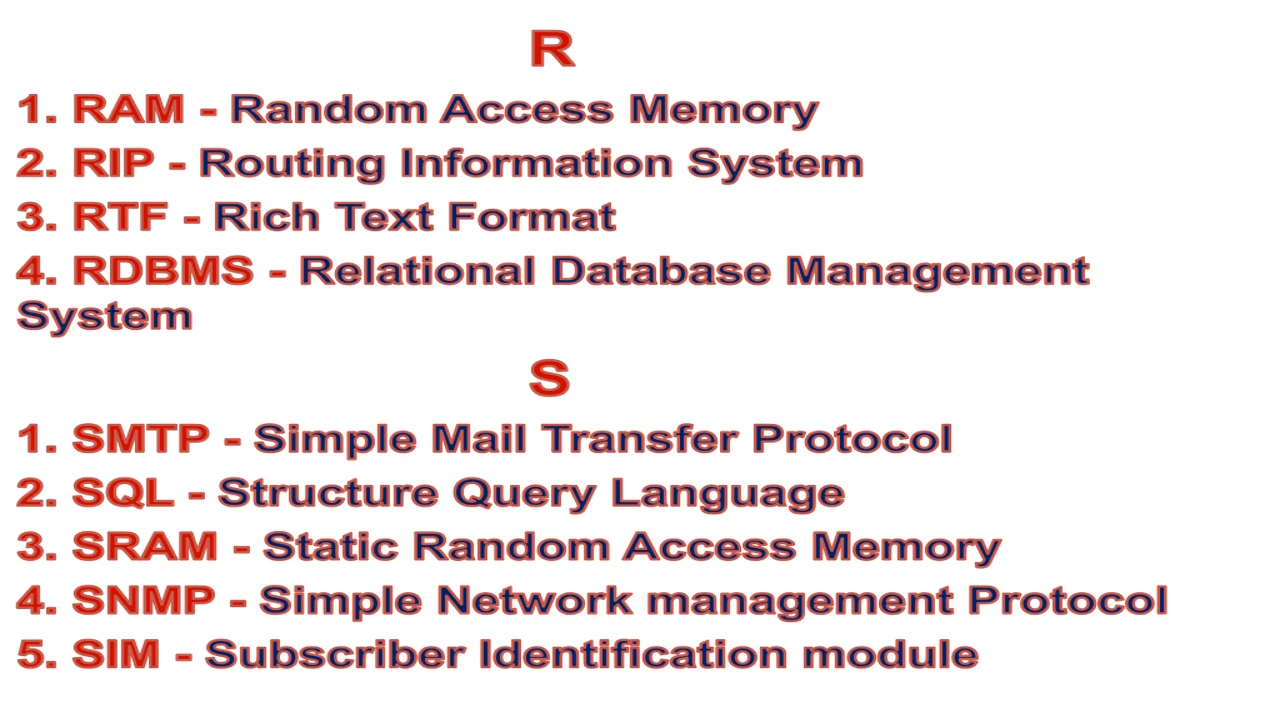 R
1. RAM - Random Access Memory
2. RIP - Routing Information System
3. RTF - Rich Text Format
4. RDBMS - Relational Database Management
System
S
1. SMTP - Simple Mail Transfer Protocol
2. SQL - Structure Query Language
3. SRAM - Static Random Access Memory
4. SNMP - Simple Network management Protocol
5. SIM - Subscriber Identification module